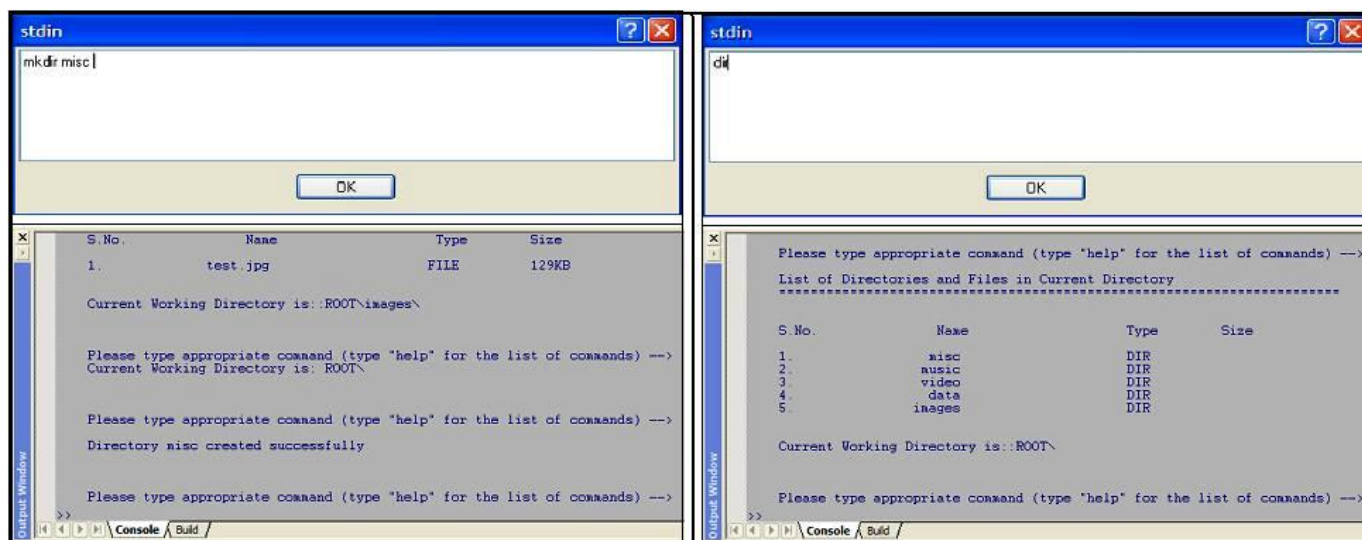 stdin
mkdir misc
OK
S.No. Name Type Size
1. test.jpg FILE 129KB
Current Working Directory is::ROOT\images\
Please type appropriate command (type "help" for the list of commands) -->
Current Working Directory is: ROOT\
Please type appropriate command (type "help" for the list of commands) -->
Directory misc created successfully
Please type appropriate command (type "help" for the list of commands) -->
>>
Output Window
Console Build
stdin
dir
OK
Please type appropriate command (type "help" for the list of commands) -->
List of Directories and Files in Current Directory
S.No. Name Type Size
1. misc DIR
2. music DIR
3. video DIR
4. data DIR
5. images DIR
Current Working Directory is::ROOT\
Please type appropriate command (type "help" for the list of commands) -->
>>
Output Window
Console Build